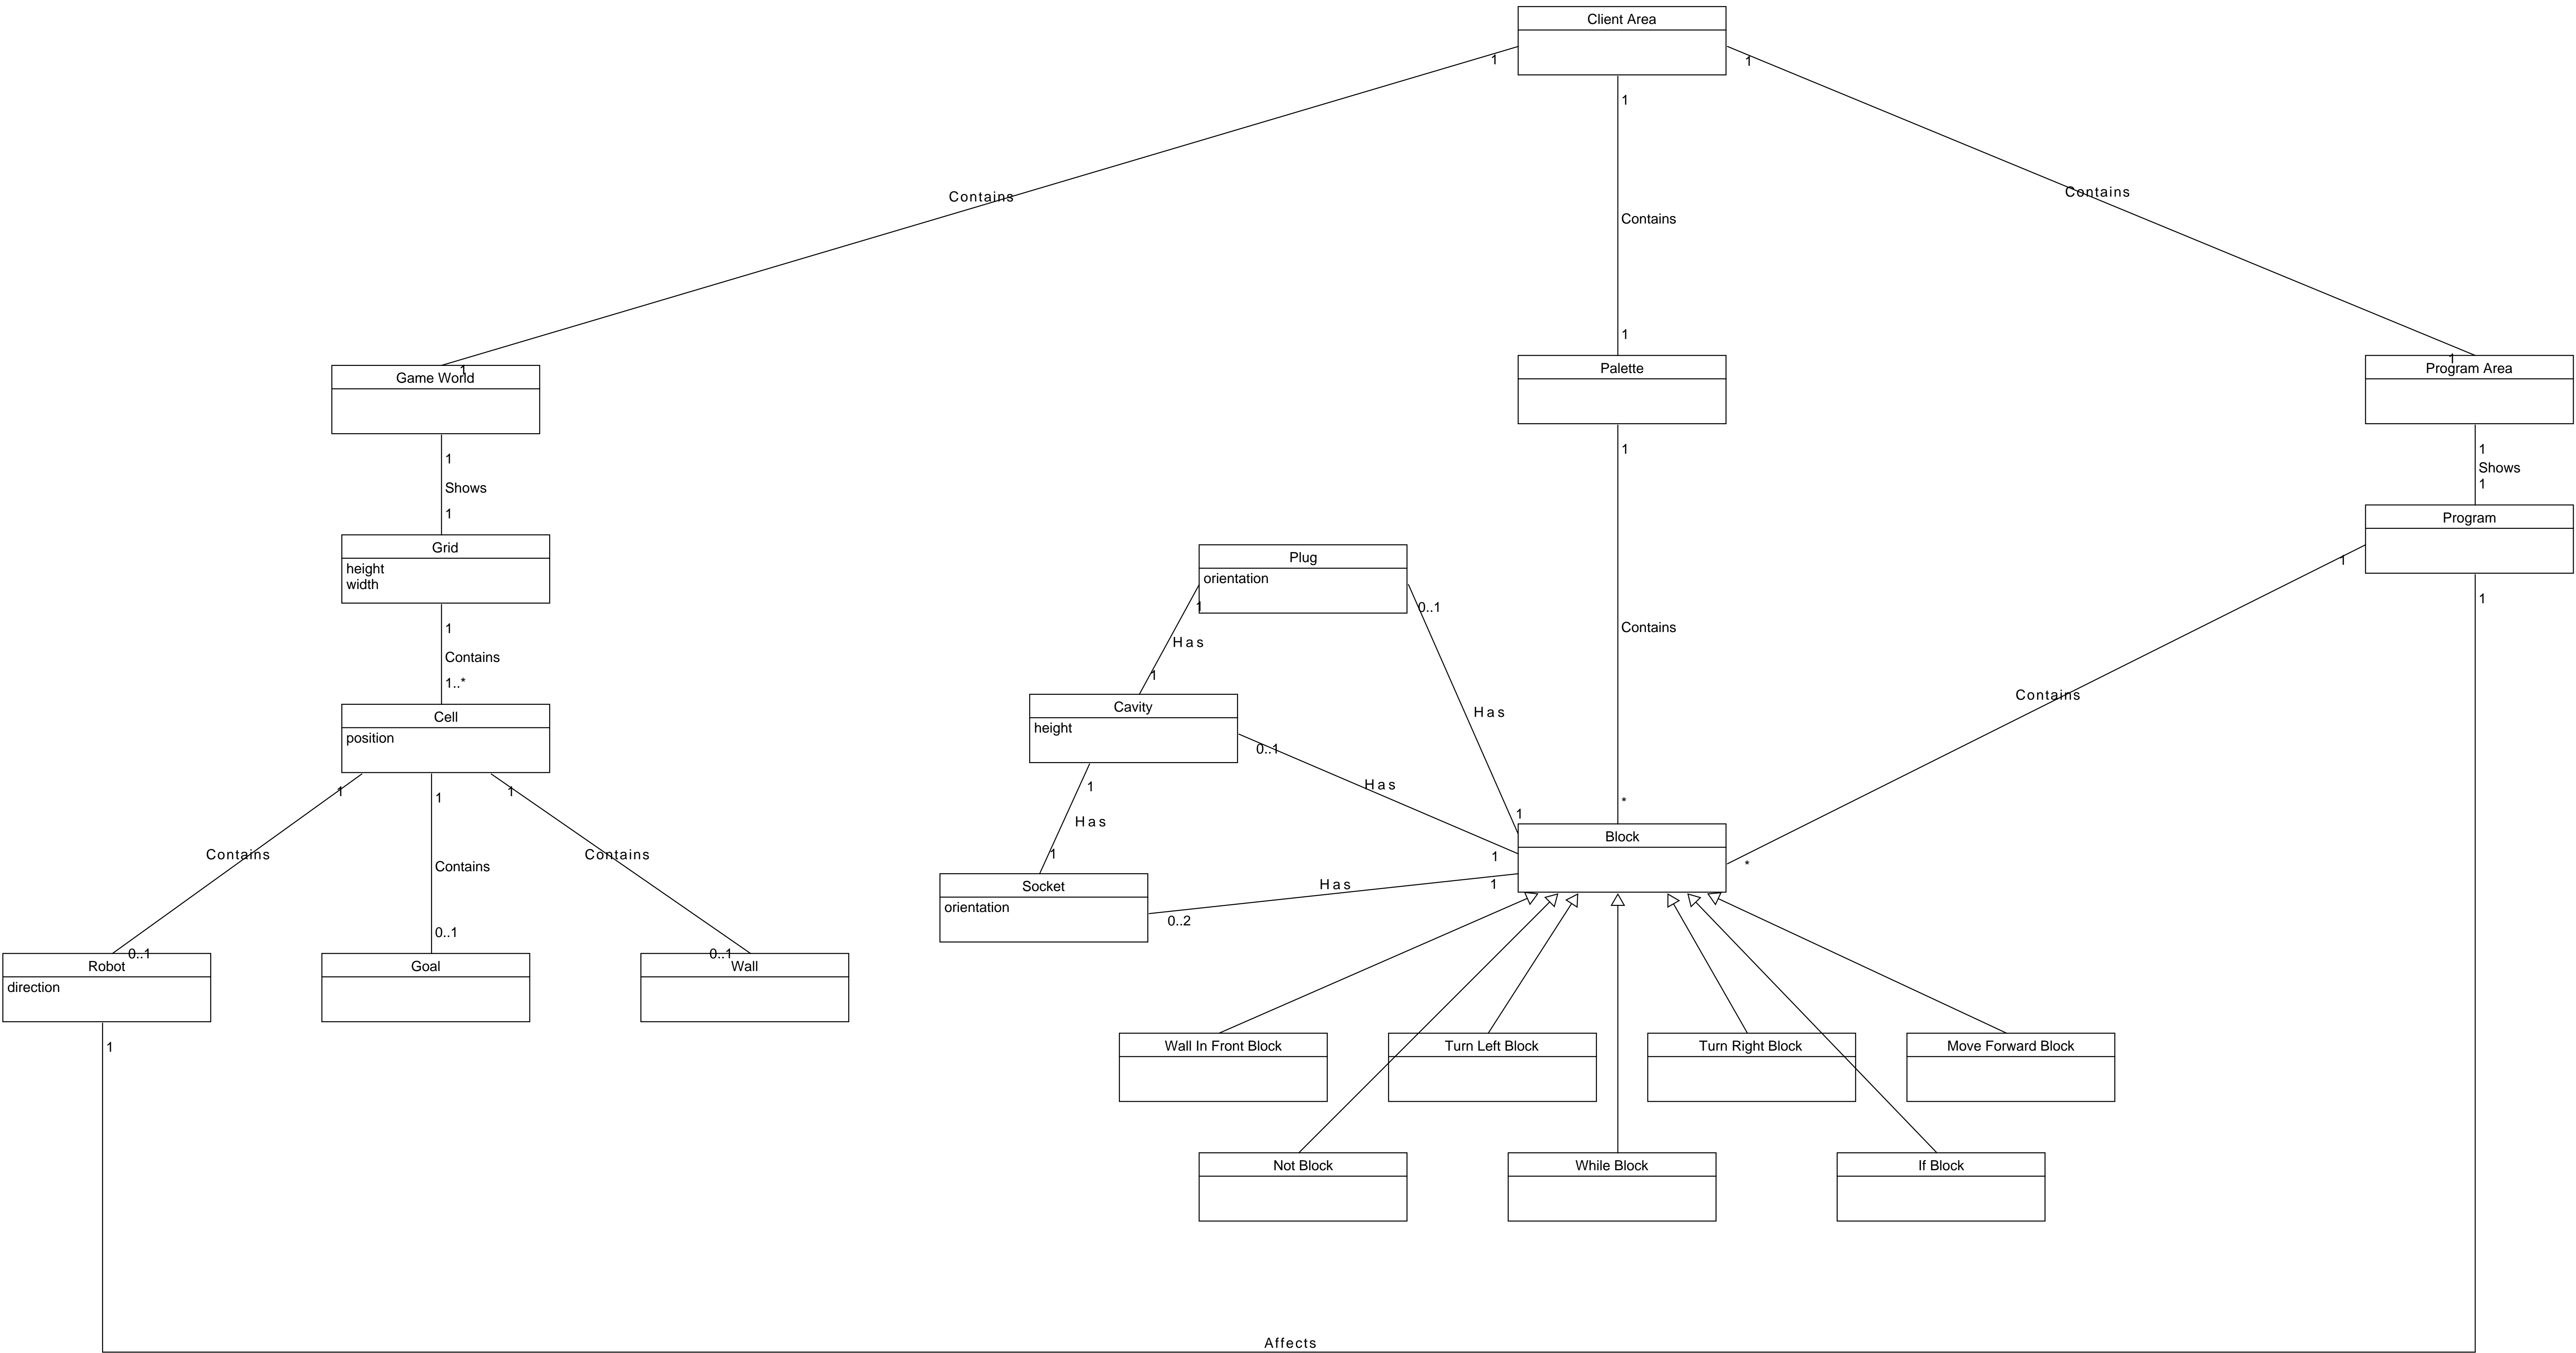 Client Area
1
1
1
Contains
Contains
Contains
1
1
1
Game World
Palette
Program Area
1
1
1
Shows
Shows
1
1
Grid
height
width
Plug
orientation
Program
1
1
0..1
1
1
Contains
Has
Contains
1..*
1
Contains
Cell
position
Cavity
height
Has
0..1
Has
1
1
1
1
*
1
Has
Block
1
*
Contains
Contains
Contains
1
Has
1
Socket
orientation
0..2
0..1
0..1
0..1
Robot
direction
Goal
Wall
1
Wall In Front Block
Turn Left Block
Turn Right Block
Move Forward Block
Not Block
While Block
If Block
Affects